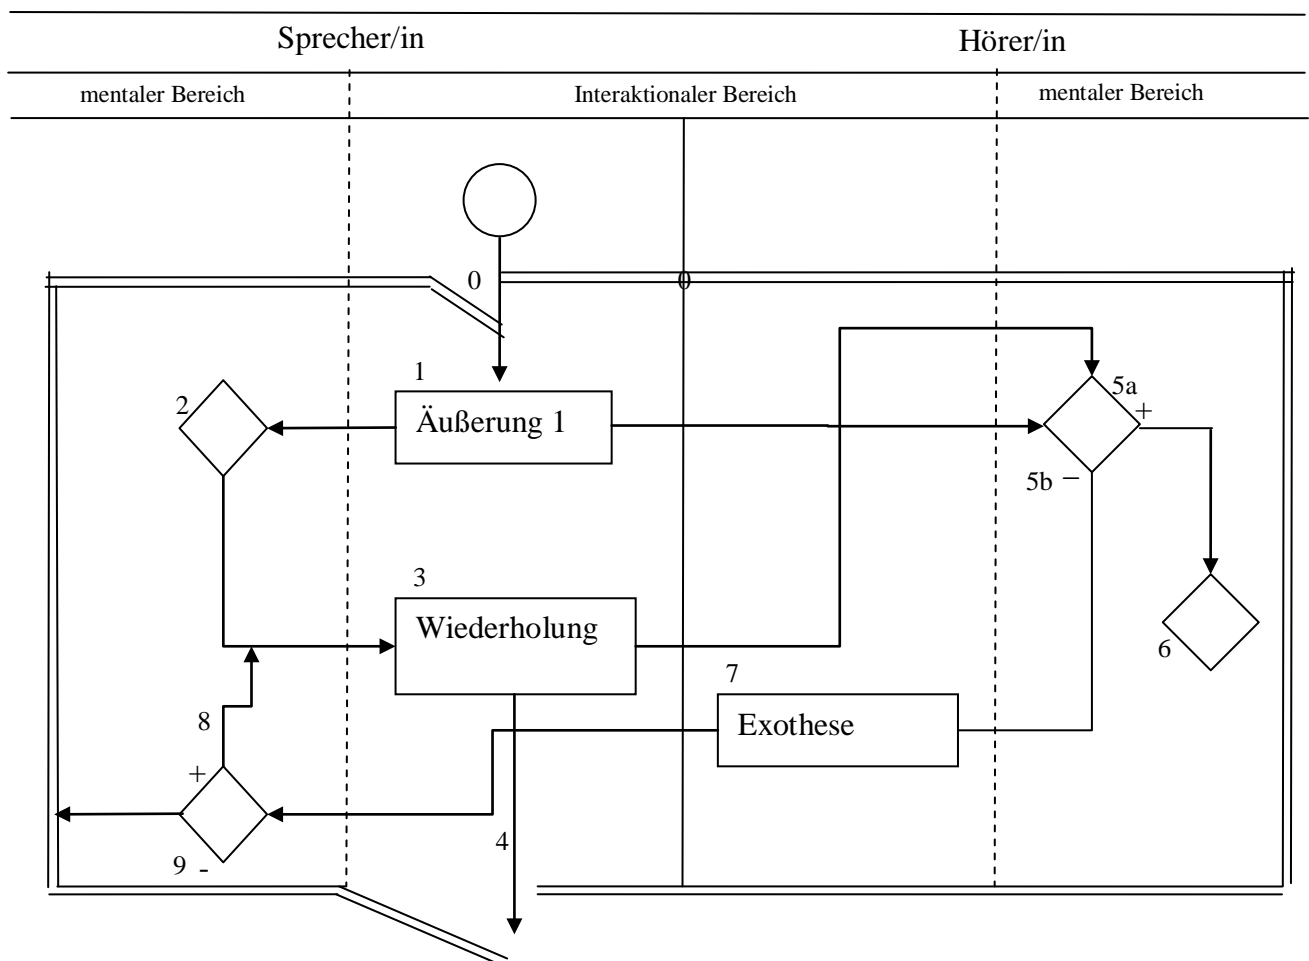 Sprecher/in
Hörer/in
mentaler Bereich
Interaktionaler Bereich
mentaler Bereich
0
0
1
Äußerung 1
2
5a
+
5b –
3
Wiederholung
6
7
Exothese
8
+
4
9 -